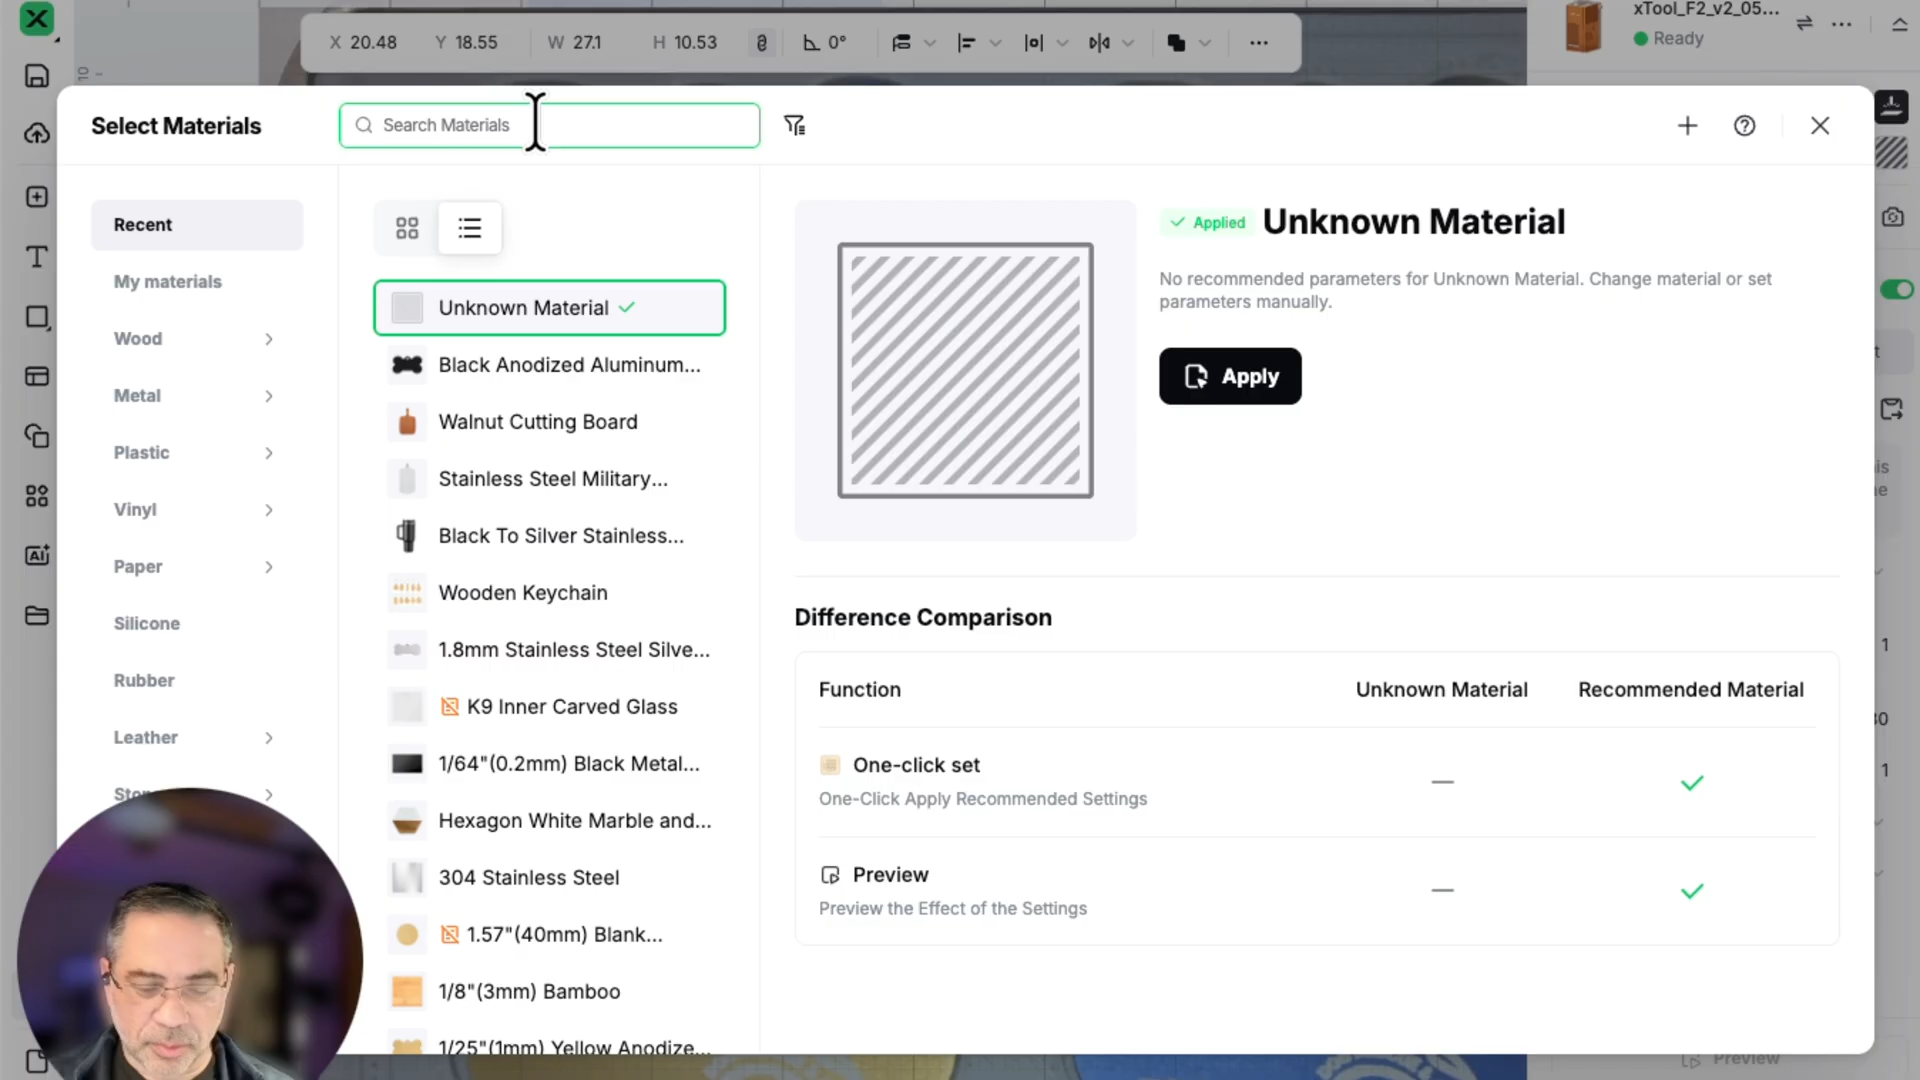 X 20.48 Y 18.55 W 27.1 H 10.53 0°
xTool_F2_v2_05...
Ready
10
Select Materials
Search Materials
Recent
My materials
Wood
Metal
Plastic
Vinyl
Paper
Silicone
Rubber
Leather
Unknown Material
Black Anodized Aluminum...
Walnut Cutting Board
Stainless Steel Military...
Black To Silver Stainless...
Wooden Keychain
1.8mm Stainless Steel Silve...
K9 Inner Carved Glass
1/64"(0.2mm) Black Metal...
Hexagon White Marble and...
304 Stainless Steel
1.57"(40mm) Blank...
1/8"(3mm) Bamboo
1/25"(1mm) Yellow Anodize...
Applied Unknown Material
No recommended parameters for Unknown Material. Change material or set
parameters manually.
Apply
Difference Comparison
Function Unknown Material Recommended Material
One-click set
One-Click Apply Recommended Settings
Preview
Preview the Effect of the Settings
AI
1
1
Preview